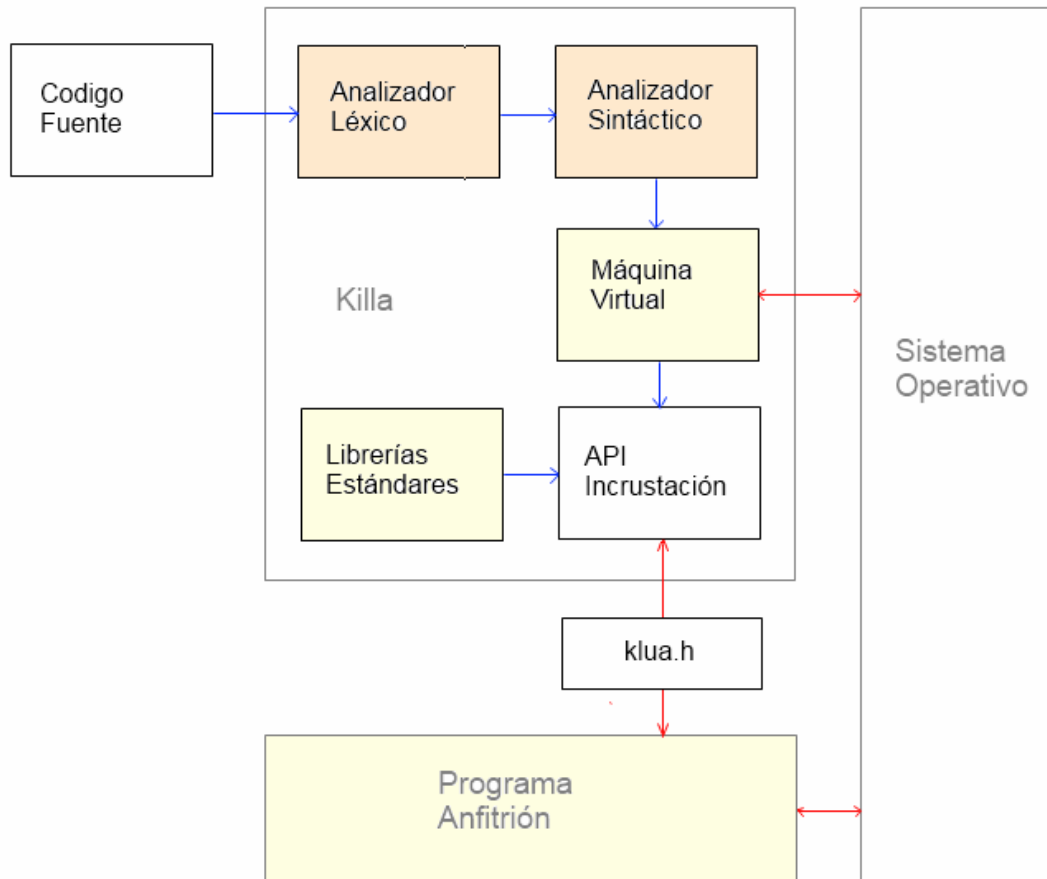 Codigo
Fuente
Analizador
Léxico
Analizador
Sintáctico
Máquina
Virtual
Killa
Sistema
Operativo
Librerías
Estándares
API
Incrustación
klua.h
Programa
Anfitrión